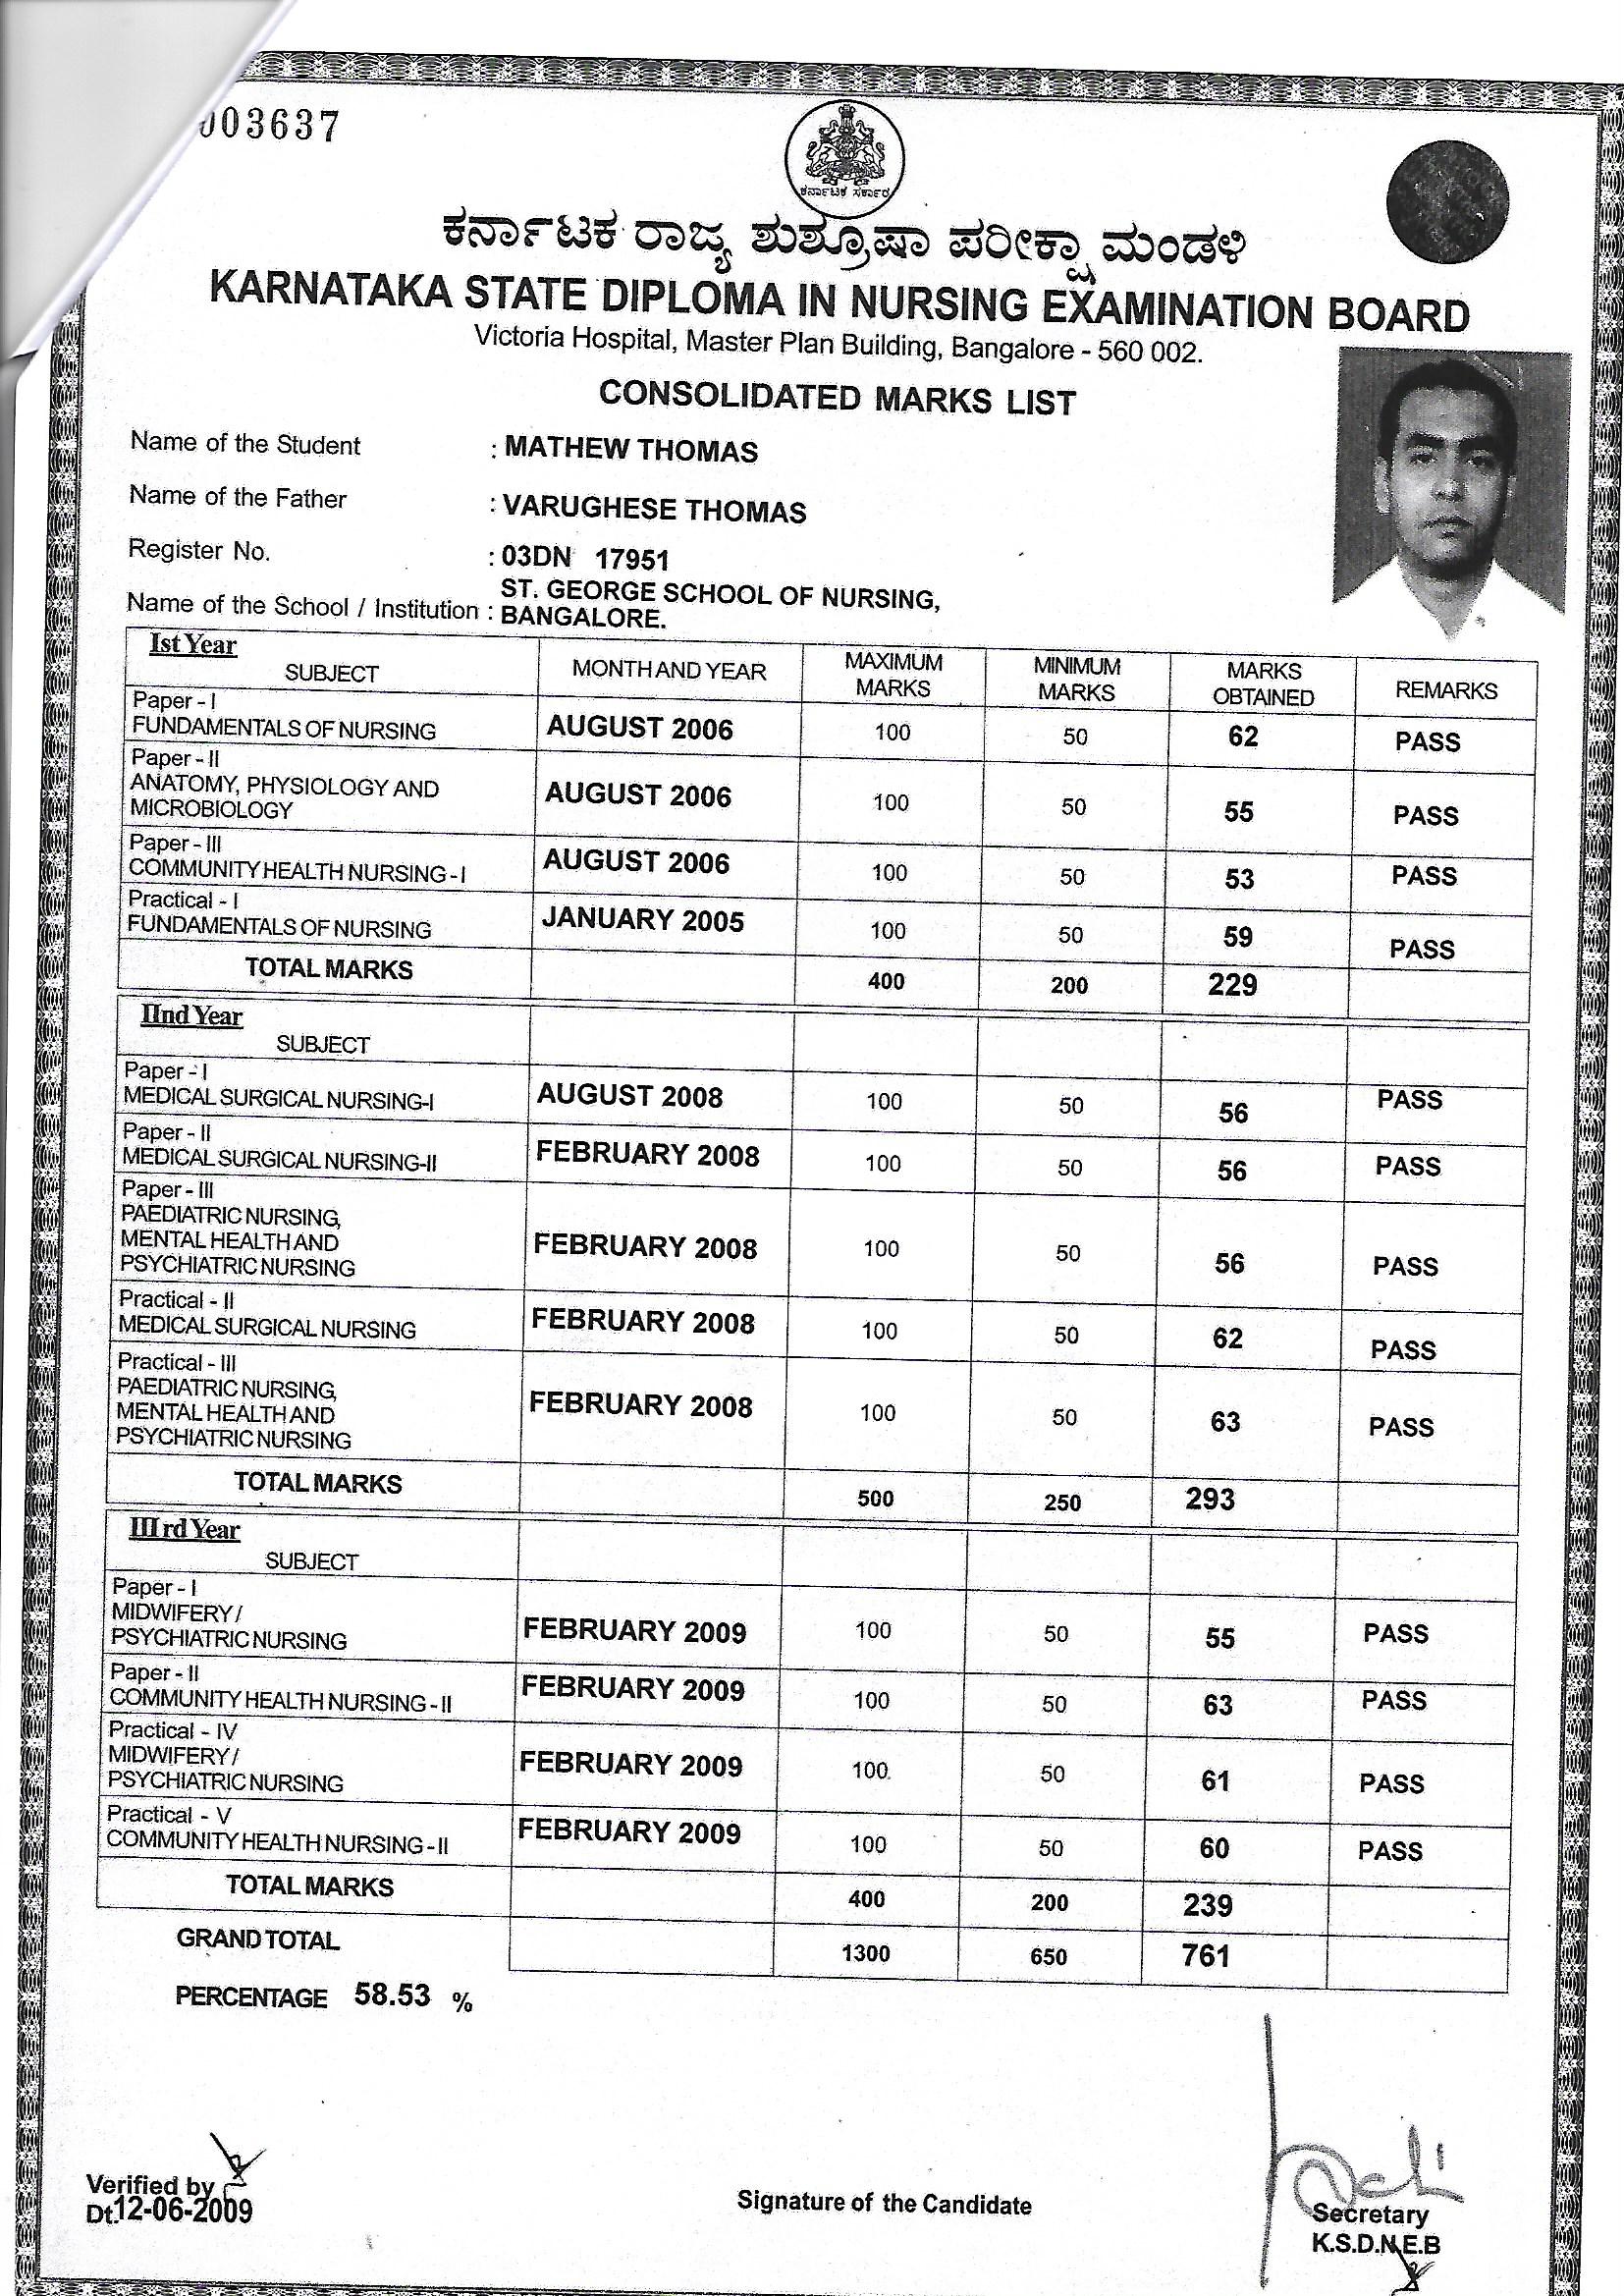 003637
ಕರ್ನಾಟಕ ಸರ್ಕಾರ
ಕರ್ನಾಟಕ ರಾಜ್ಯ ಶುಶ್ರೂಷಾ ಪರೀಕ್ಷಾ ಮಂಡಳಿ
KARNATAKA STATE DIPLOMA IN NURSING EXAMINATION BOARD
Victoria Hospital, Master Plan Building, Bangalore - 560 002.
CONSOLIDATED MARKS LIST
Name of the Student : MATHEW THOMAS
Name of the Father : VARUGHESE THOMAS
Register No. : 03DN 17951
Name of the School / Institution : ST. GEORGE SCHOOL OF NURSING,
BANGALORE.
Ist Year
SUBJECT MONTH AND YEAR MAXIMUM MARKS MINIMUM MARKS MARKS OBTAINED REMARKS
Paper - I
FUNDAMENTALS OF NURSING AUGUST 2006 100 50 62 PASS
Paper - II
ANATOMY, PHYSIOLOGY AND
MICROBIOLOGY AUGUST 2006 100 50 55 PASS
Paper - III
COMMUNITY HEALTH NURSING - I AUGUST 2006 100 50 53 PASS
Practical - I
FUNDAMENTALS OF NURSING JANUARY 2005 100 50 59 PASS
TOTAL MARKS 400 200 229
IInd Year
SUBJECT
Paper - I
MEDICAL SURGICAL NURSING-I AUGUST 2008 100 50 56 PASS
Paper - II
MEDICAL SURGICAL NURSING-II FEBRUARY 2008 100 50 56 PASS
Paper - III
PAEDIATRIC NURSING,
MENTAL HEALTH AND
PSYCHIATRIC NURSING FEBRUARY 2008 100 50 56 PASS
Practical - II
MEDICAL SURGICAL NURSING FEBRUARY 2008 100 50 62 PASS
Practical - III
PAEDIATRIC NURSING,
MENTAL HEALTH AND
PSYCHIATRIC NURSING FEBRUARY 2008 100 50 63 PASS
TOTAL MARKS 500 250 293
III rd Year
SUBJECT
Paper - I
MIDWIFERY /
PSYCHIATRIC NURSING FEBRUARY 2009 100 50 55 PASS
Paper - II
COMMUNITY HEALTH NURSING - II FEBRUARY 2009 100 50 63 PASS
Practical - IV
MIDWIFERY /
PSYCHIATRIC NURSING FEBRUARY 2009 100 50 61 PASS
Practical - V
COMMUNITY HEALTH NURSING - II FEBRUARY 2009 100 50 60 PASS
TOTAL MARKS 400 200 239
GRAND TOTAL 1300 650 761
PERCENTAGE 58.53 %
Verified by
Dt.12-06-2009
Signature of the Candidate
Secretary
K.S.D.N.E.B